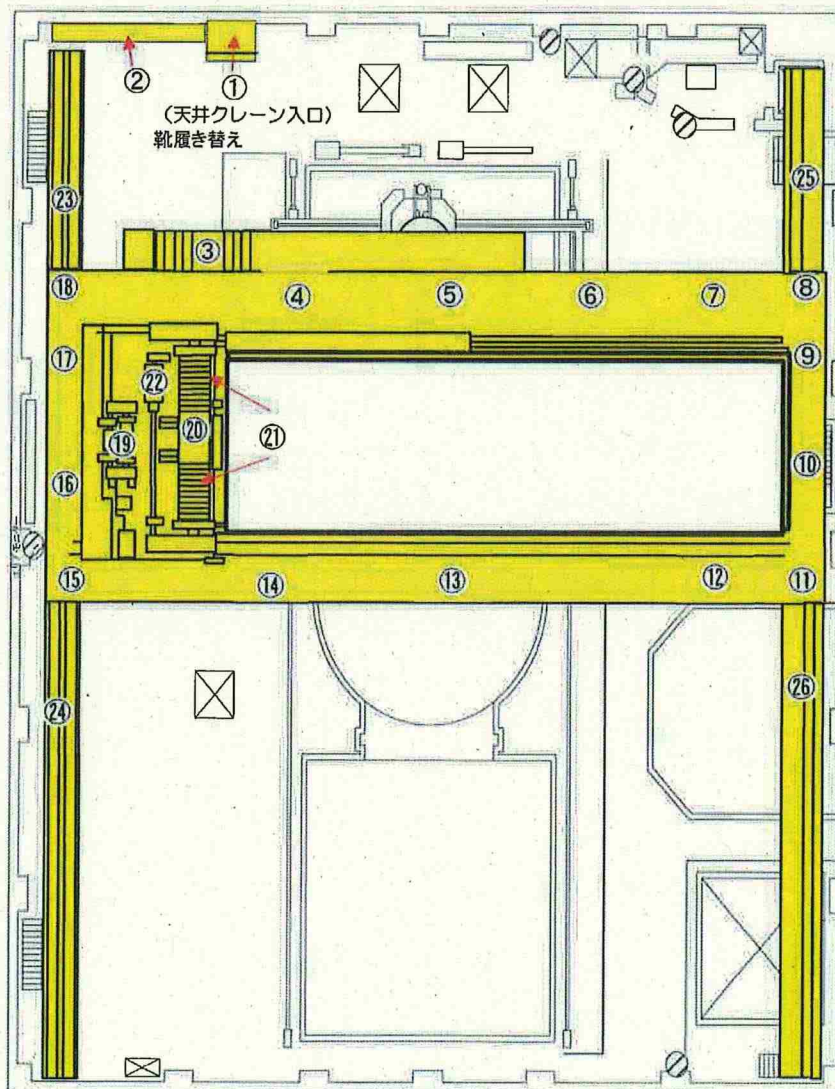 ② ①
(天井クレーン入口)
靴履き替え
㉓ ㉕
③
⑱ ④ ⑤ ⑥ ⑦ ⑧
⑰ ⑨
㉒
⑲ ⑳ ㉑
⑯ ⑩
⑮ ⑭ ⑬ ⑫ ⑪
㉔ ㉖